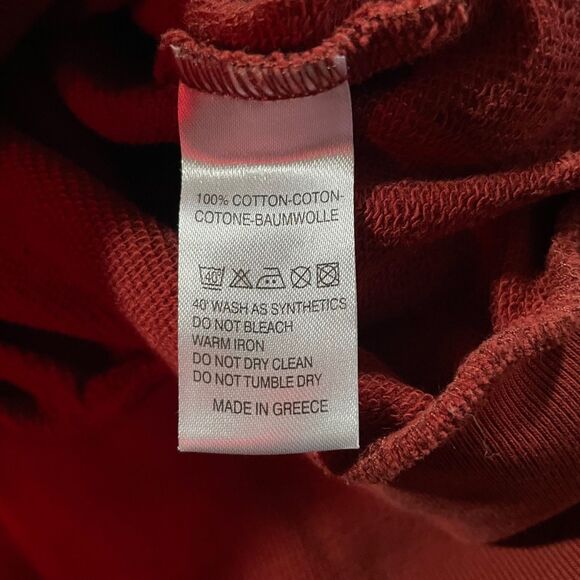 100% COTTON-COTON-
COTONE-BAUMWOLLE
40°
40' WASH AS SYNTHETICS
DO NOT BLEACH
WARM IRON
DO NOT DRY CLEAN
DO NOT TUMBLE DRY
MADE IN GREECE